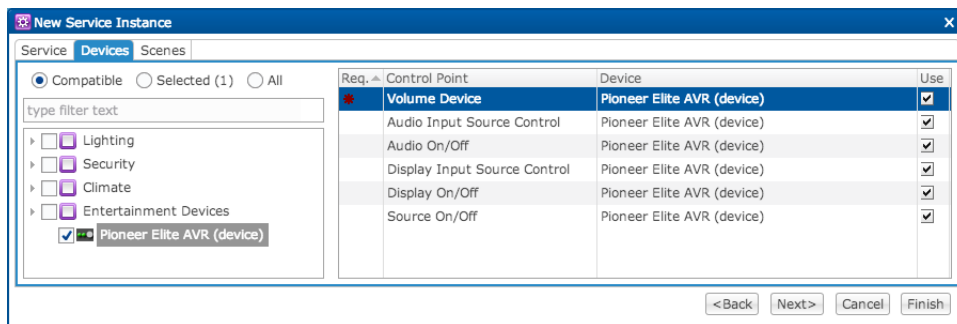 New Service Instance
Service Devices Scenes
Compatible Selected (1) All
type filter text
Lighting
Security
Climate
Entertainment Devices
Pioneer Elite AVR (device)
Req. Control Point Device Use
Volume Device Pioneer Elite AVR (device)
Audio Input Source Control Pioneer Elite AVR (device)
Audio On/Off Pioneer Elite AVR (device)
Display Input Source Control Pioneer Elite AVR (device)
Display On/Off Pioneer Elite AVR (device)
Source On/Off Pioneer Elite AVR (device)
<Back Next> Cancel Finish